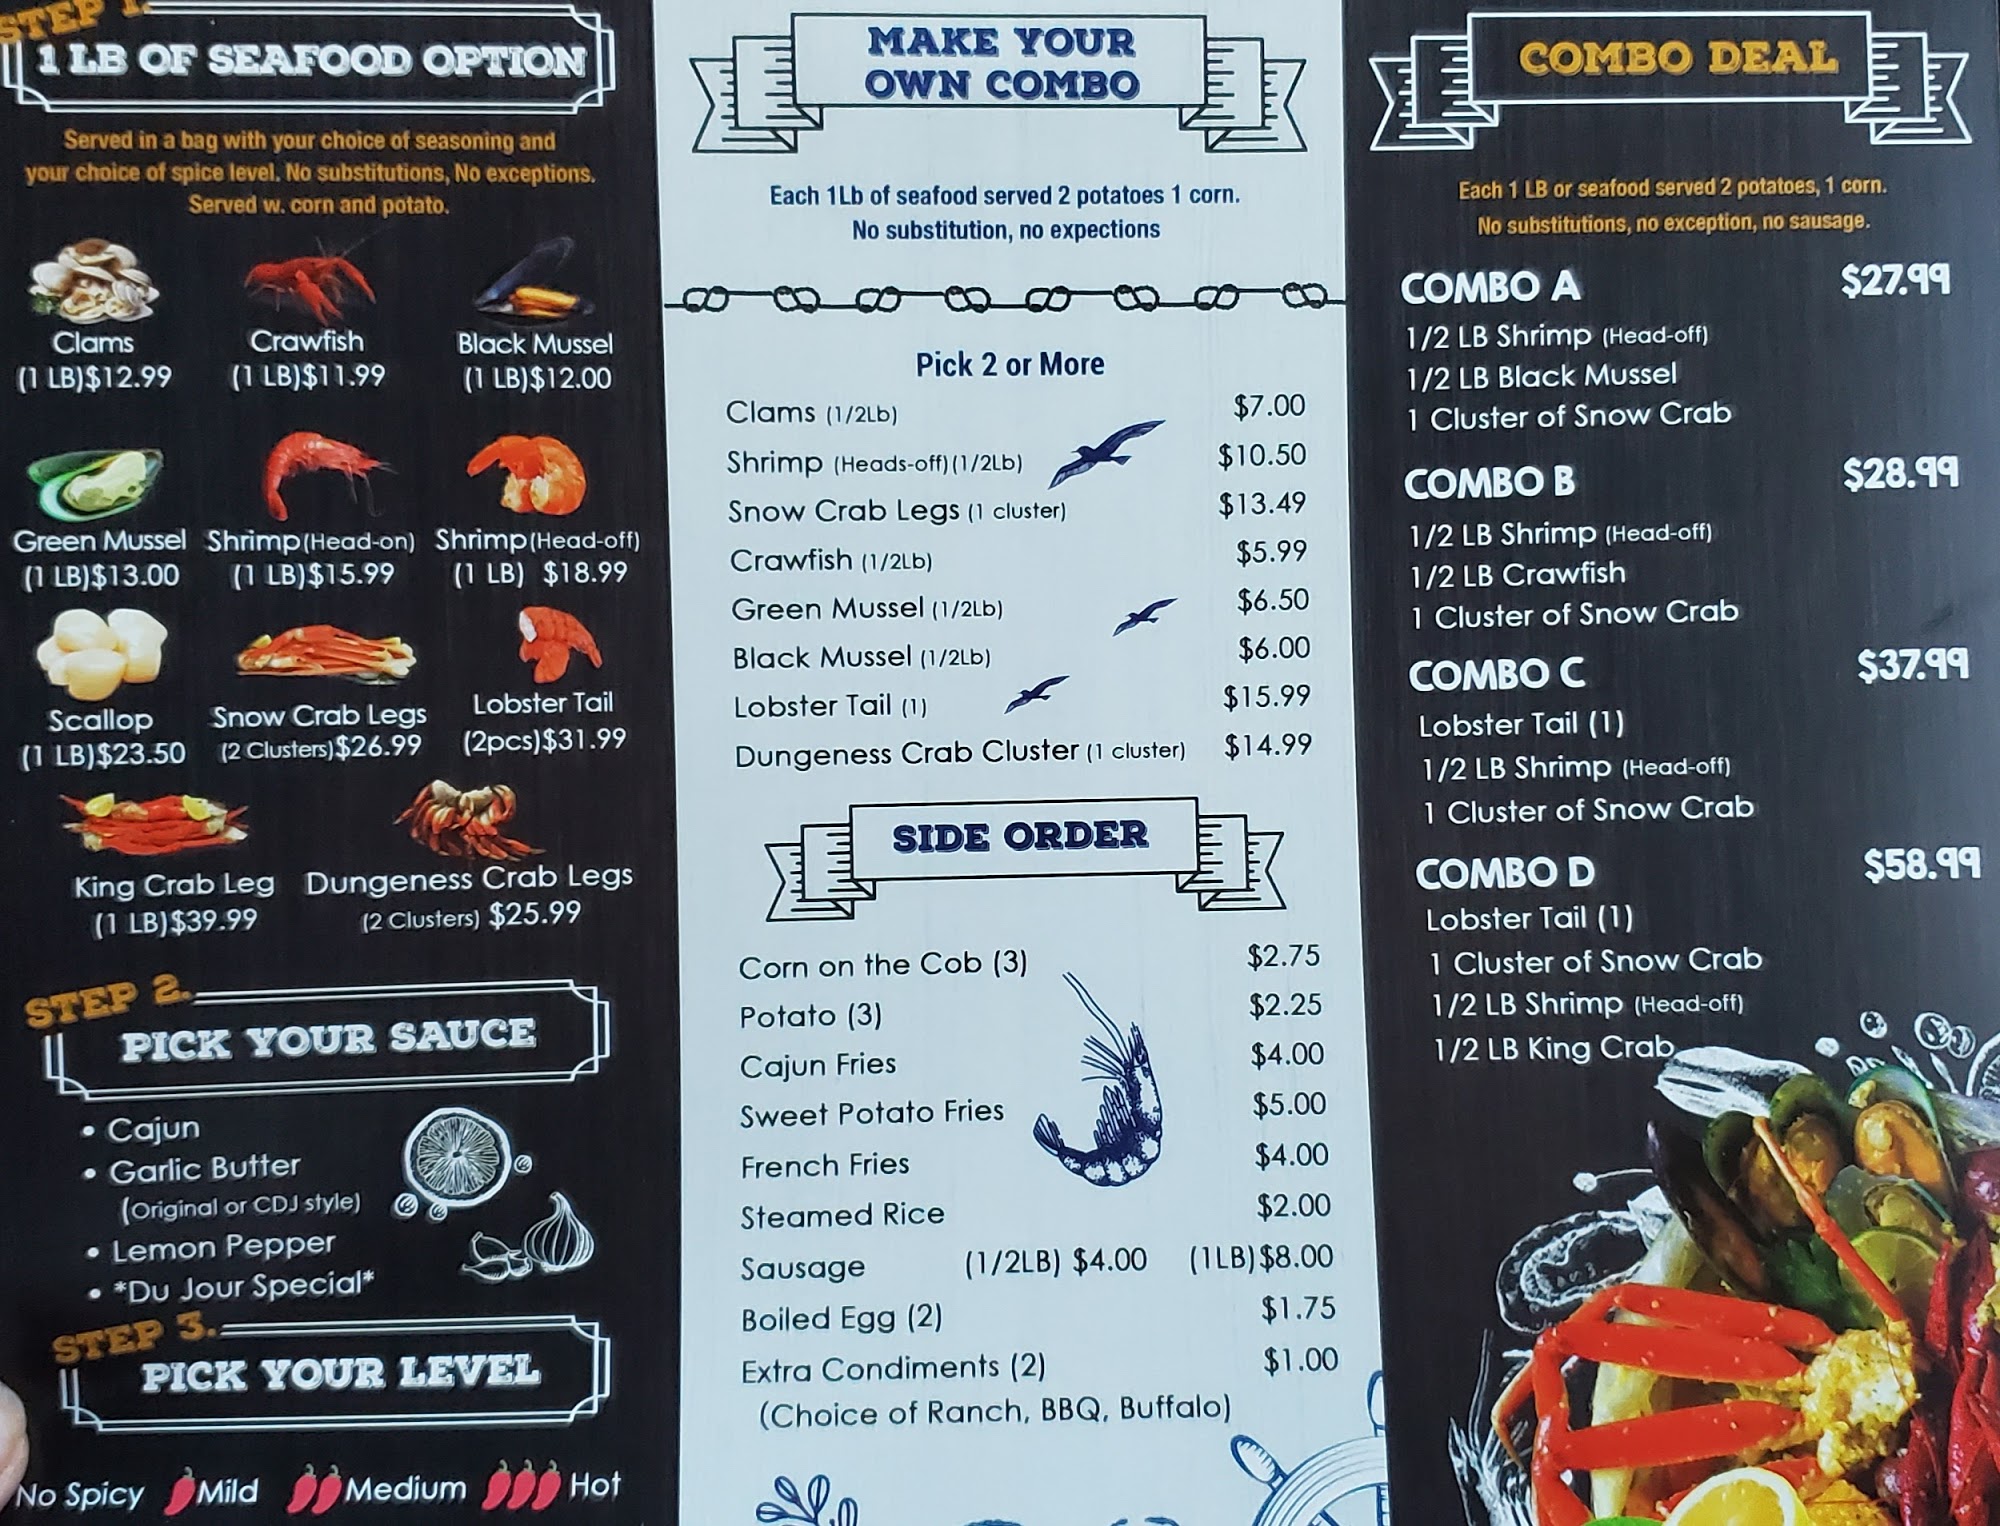 STEP 1.
1 LB OF SEAFOOD OPTION
Served in a bag with your choice of seasoning and
your choice of spice level. No substitutions, No exceptions.
Served w. corn and potato.
Clams
(1 LB)$12.99
Crawfish
(1 LB)$11.99
Black Mussel
(1 LB)$12.00
Green Mussel
(1 LB)$13.00
Shrimp(Head-on)
(1 LB)$15.99
Shrimp(Head-off)
(1 LB) $18.99
Scallop
(1 LB)$23.50
Snow Crab Legs
(2 Clusters)$26.99
Lobster Tail
(2pcs)$31.99
King Crab Leg
(1 LB)$39.99
Dungeness Crab Legs
(2 Clusters) $25.99
STEP 2.
PICK YOUR SAUCE
• Cajun
• Garlic Butter
(Original or CDJ style)
• Lemon Pepper
• *Du Jour Special*
STEP 3.
PICK YOUR LEVEL
No Spicy Mild Medium Hot
MAKE YOUR
OWN COMBO
Each 1Lb of seafood served 2 potatoes 1 corn.
No substitution, no expections
Pick 2 or More
Clams (1/2Lb) $7.00
Shrimp (Heads-off)(1/2Lb) $10.50
Snow Crab Legs (1 cluster) $13.49
Crawfish (1/2Lb) $5.99
Green Mussel (1/2Lb) $6.50
Black Mussel (1/2Lb) $6.00
Lobster Tail (1) $15.99
Dungeness Crab Cluster (1 cluster) $14.99
SIDE ORDER
Corn on the Cob (3) $2.75
Potato (3) $2.25
Cajun Fries $4.00
Sweet Potato Fries $5.00
French Fries $4.00
Steamed Rice $2.00
Sausage (1/2LB) $4.00 (1LB)$8.00
Boiled Egg (2) $1.75
Extra Condiments (2) $1.00
(Choice of Ranch, BBQ, Buffalo)
COMBO DEAL
Each 1 LB or seafood served 2 potatoes, 1 corn.
No substitutions, no exception, no sausage.
COMBO A $27.99
1/2 LB Shrimp (Head-off)
1/2 LB Black Mussel
1 Cluster of Snow Crab
COMBO B $28.99
1/2 LB Shrimp (Head-off)
1/2 LB Crawfish
1 Cluster of Snow Crab
COMBO C $37.99
Lobster Tail (1)
1/2 LB Shrimp (Head-off)
1 Cluster of Snow Crab
COMBO D $58.99
Lobster Tail (1)
1 Cluster of Snow Crab
1/2 LB Shrimp (Head-off)
1/2 LB King Crab